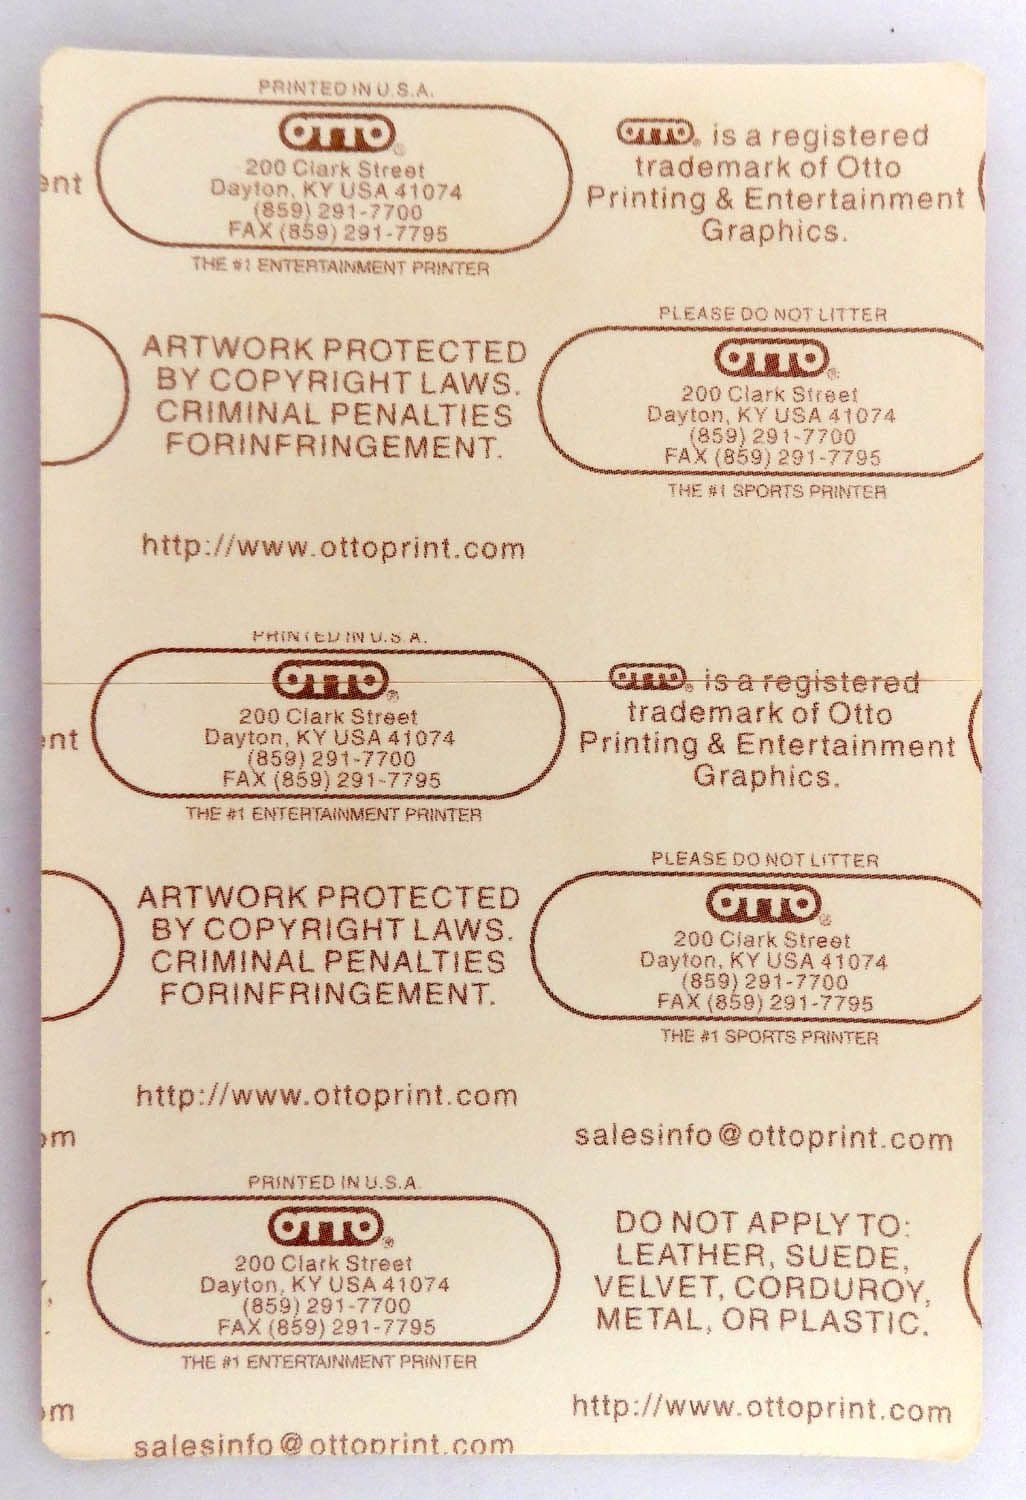 PRINTED IN U.S.A.
OTTO®
200 Clark Street
Dayton, KY USA 41074
(859) 291-7700
FAX (859) 291-7795
THE #1 ENTERTAINMENT PRINTER
OTTO® is a registered
trademark of Otto
Printing & Entertainment
Graphics.
ent
ARTWORK PROTECTED
BY COPYRIGHT LAWS.
CRIMINAL PENALTIES
FORINFRINGEMENT.
PLEASE DO NOT LITTER
OTTO®
200 Clark Street
Dayton, KY USA 41074
(859) 291-7700
FAX (859) 291-7795
THE #1 SPORTS PRINTER
http://www.ottoprint.com
PRINTED IN U.S.A.
OTTO®
200 Clark Street
Dayton, KY USA 41074
(859) 291-7700
FAX (859) 291-7795
THE #1 ENTERTAINMENT PRINTER
OTTO® is a registered
trademark of Otto
Printing & Entertainment
Graphics.
ent
ARTWORK PROTECTED
BY COPYRIGHT LAWS.
CRIMINAL PENALTIES
FORINFRINGEMENT.
PLEASE DO NOT LITTER
OTTO®
200 Clark Street
Dayton, KY USA 41074
(859) 291-7700
FAX (859) 291-7795
THE #1 SPORTS PRINTER
http://www.ottoprint.com
om
salesinfo@ottoprint.com
PRINTED IN U.S.A.
OTTO®
200 Clark Street
Dayton, KY USA 41074
(859) 291-7700
FAX (859) 291-7795
THE #1 ENTERTAINMENT PRINTER
DO NOT APPLY TO:
LEATHER, SUEDE,
VELVET, CORDUROY,
METAL, OR PLASTIC.
http://www.ottoprint.com
om
salesinfo@ottoprint.com